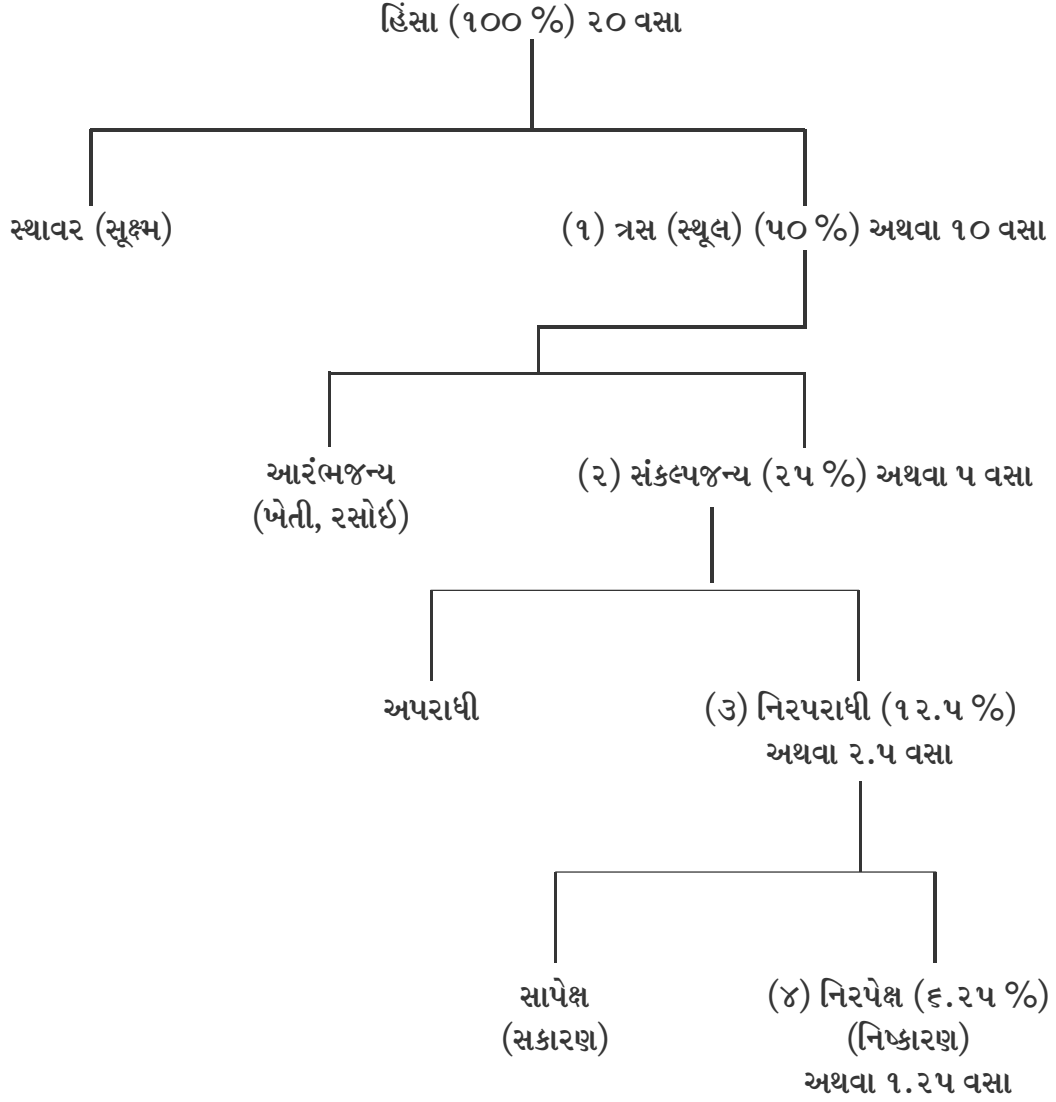 હિંસા (૧૦૦ %) ૨૦ વસા
સ્થાવર (સૂક્ષ્મ)
(૧) ત્રસ (સ્થૂલ) (૫૦ %) અથવા ૧૦ વસા
આરંભજન્ય
(ખેતી, રસોઇ)
(૨) સંકલ્પજન્ય (૨૫ %) અથવા ૫ વસા
અપરાધી
(૩) નિરપરાધી (૧૨.૫ %)
અથવા ૨.૫ વસા
સાપેક્ષ
(સકારણ)
(૪) નિરપેક્ષ (૬.૨૫ %)
(નિષ્કારણ)
અથવા ૧.૨૫ વસા